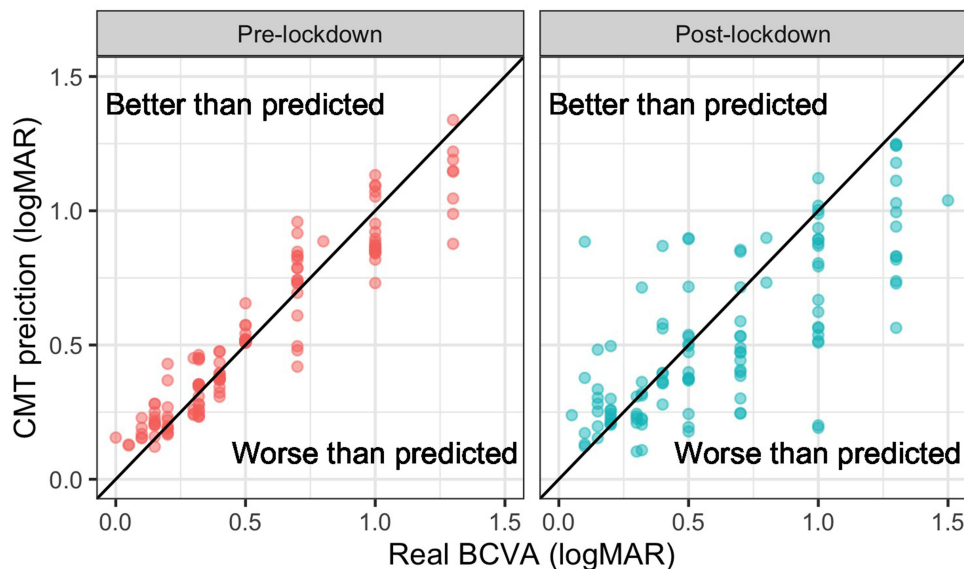 Pre-lockdown
Post-lockdown
1.5
1.0
0.5
0.0
CMT preiction (logMAR)
Better than predicted
Better than predicted
Worse than predicted
Worse than predicted
0.0 0.5 1.0 1.5
0.0 0.5 1.0 1.5
Real BCVA (logMAR)